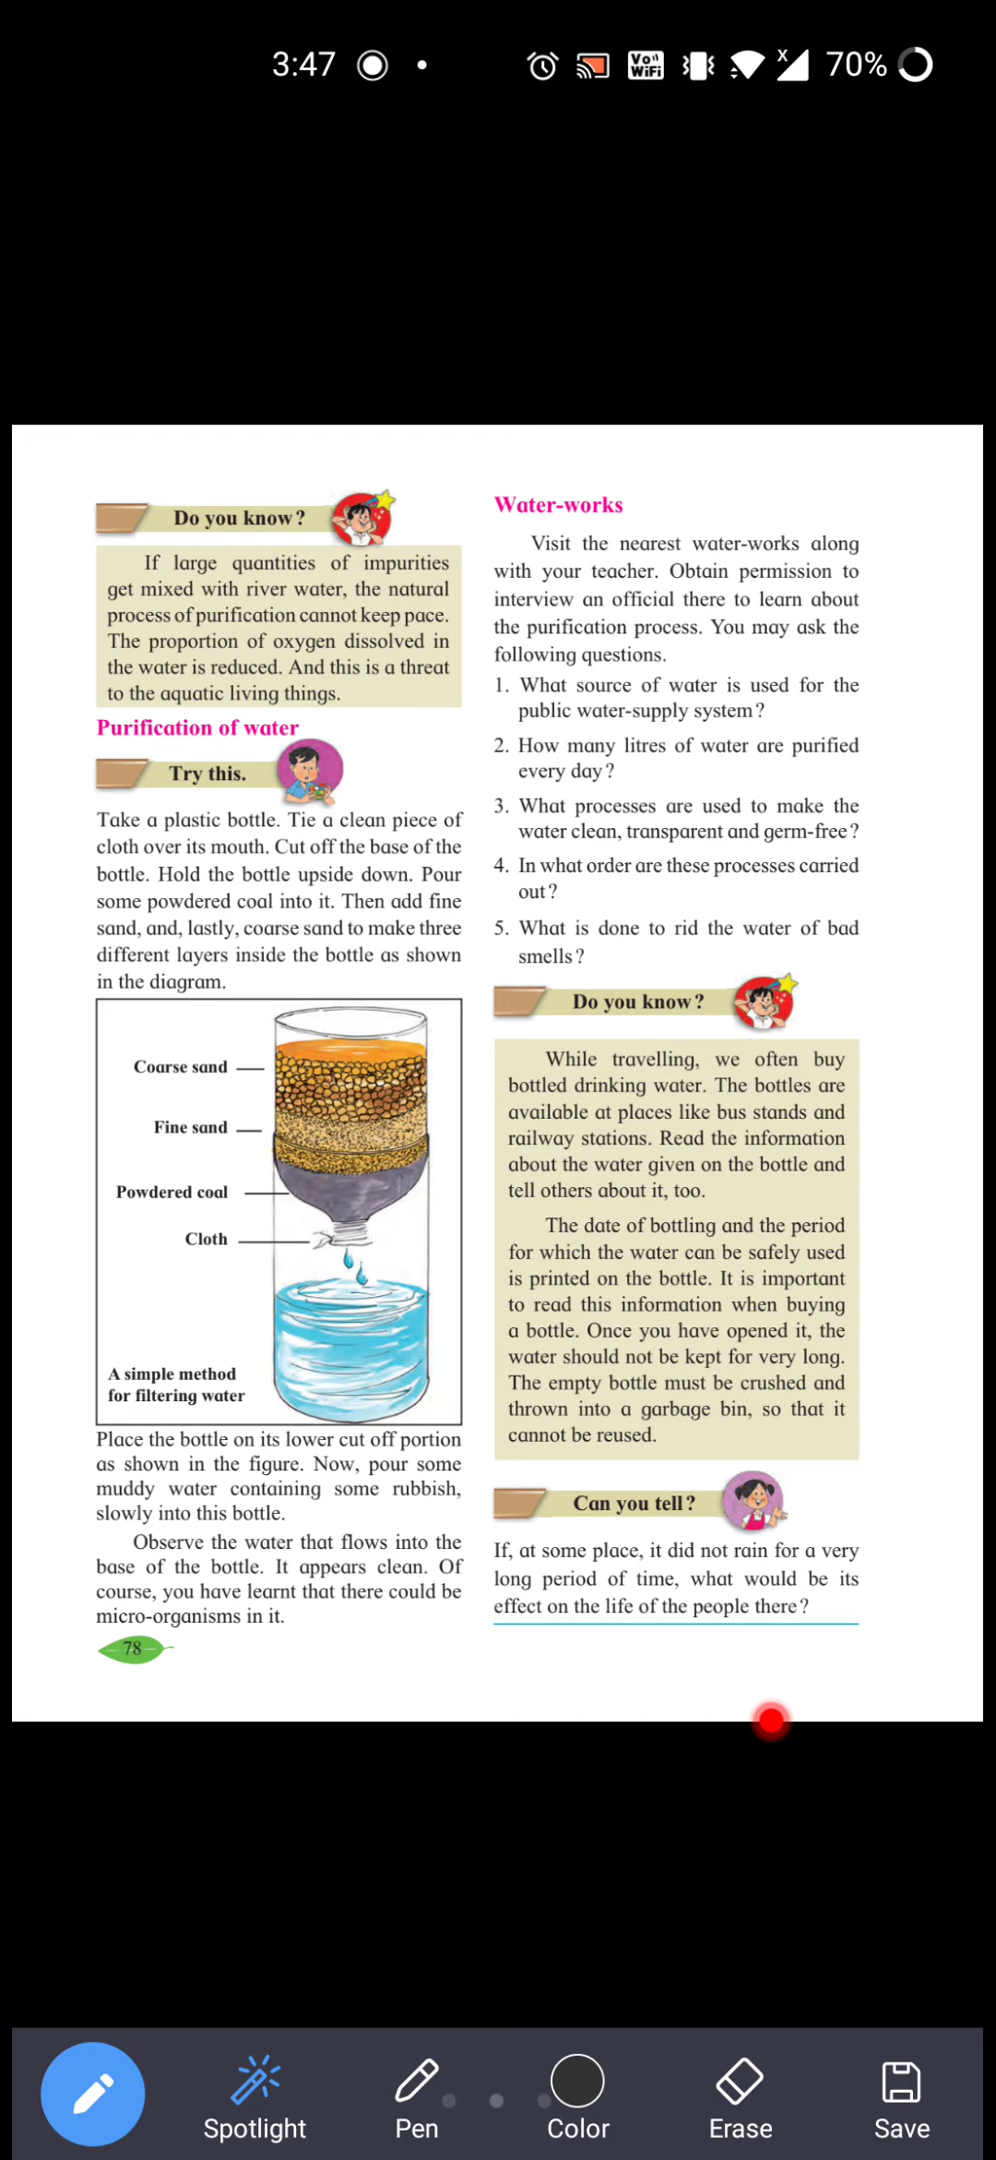 3:47
Vo))
WiFi
X
70%
Do you know?
If large quantities of impurities
get mixed with river water, the natural
process of purification cannot keep pace.
The proportion of oxygen dissolved in
the water is reduced. And this is a threat
to the aquatic living things.
Purification of water
Try this.
Take a plastic bottle. Tie a clean piece of
cloth over its mouth. Cut off the base of the
bottle. Hold the bottle upside down. Pour
some powdered coal into it. Then add fine
sand, and, lastly, coarse sand to make three
different layers inside the bottle as shown
in the diagram.
Coarse sand
Fine sand
Powdered coal
Cloth
A simple method
for filtering water
Place the bottle on its lower cut off portion
as shown in the figure. Now, pour some
muddy water containing some rubbish,
slowly into this bottle.
Observe the water that flows into the
base of the bottle. It appears clean. Of
course, you have learnt that there could be
micro-organisms in it.
78
Water-works
Visit the nearest water-works along
with your teacher. Obtain permission to
interview an official there to learn about
the purification process. You may ask the
following questions.
1. What source of water is used for the
public water-supply system?
2. How many litres of water are purified
every day?
3. What processes are used to make the
water clean, transparent and germ-free?
4. In what order are these processes carried
out?
5. What is done to rid the water of bad
smells?
Do you know?
While travelling, we often buy
bottled drinking water. The bottles are
available at places like bus stands and
railway stations. Read the information
about the water given on the bottle and
tell others about it, too.
The date of bottling and the period
for which the water can be safely used
is printed on the bottle. It is important
to read this information when buying
a bottle. Once you have opened it, the
water should not be kept for very long.
The empty bottle must be crushed and
thrown into a garbage bin, so that it
cannot be reused.
Can you tell?
If, at some place, it did not rain for a very
long period of time, what would be its
effect on the life of the people there?
Spotlight
Pen
Color
Erase
Save